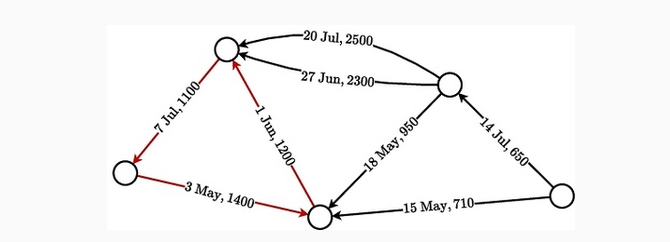 20 Jul, 2500
27 Jun, 2300
7 Jul, 1100
1 Jun, 1200
18 May, 950
14 Jul, 650
3 May, 1400
15 May, 710